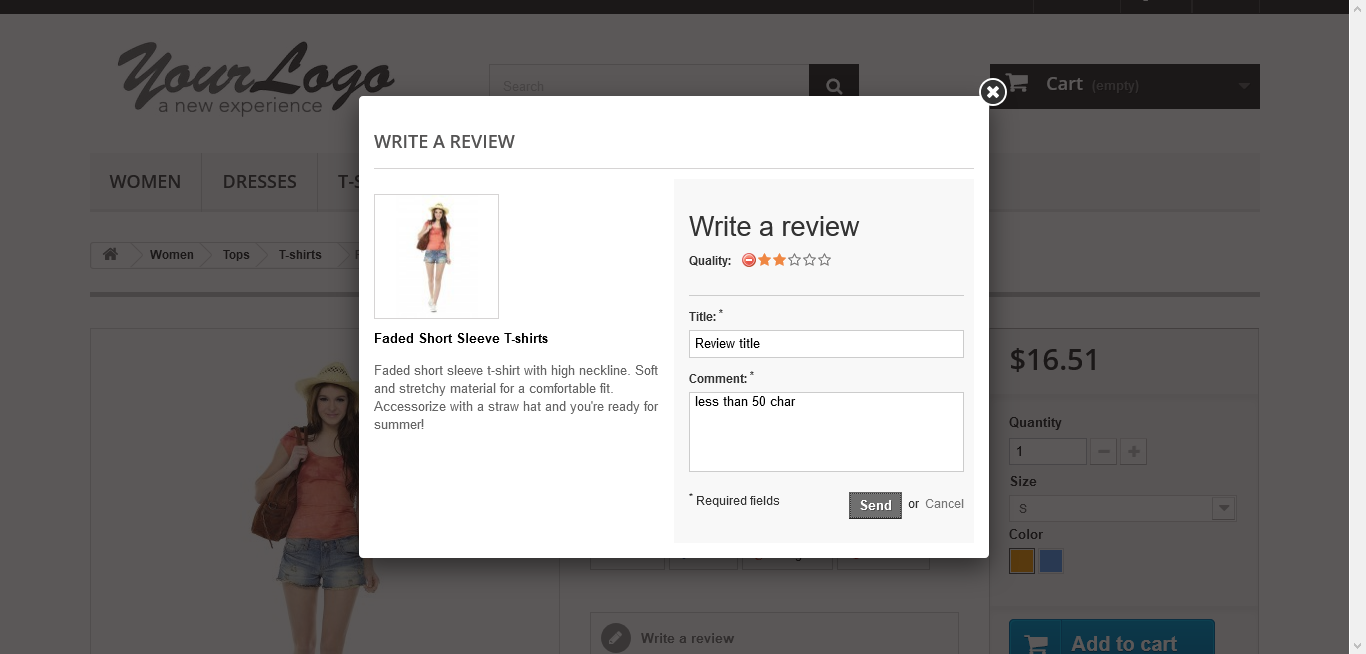 YourLogo
a new experience
Search
Cart (empty)
WRITE A REVIEW
WOMEN
DRESSES
T-S
Women
Tops
T-shirts
Write a review
Quality:
Title: *
Review title
Faded Short Sleeve T-shirts
Faded short sleeve t-shirt with high neckline. Soft
and stretchy material for a comfortable fit.
Accessorize with a straw hat and you're ready for
summer!
Comment: *
less than 50 char
* Required fields
Send or Cancel
$16.51
Quantity
1
Size
S
Color
Write a review
Add to cart